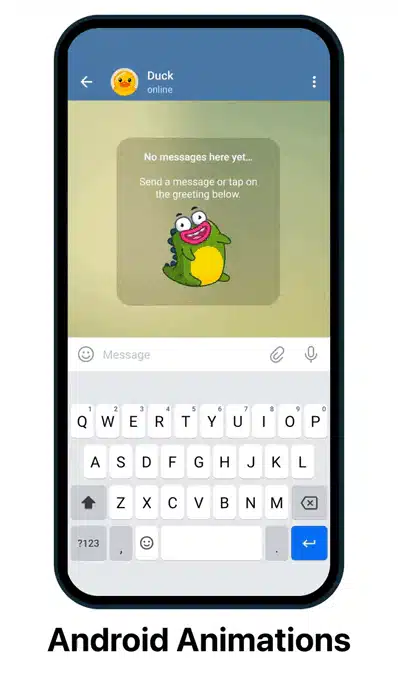 Duck
online
No messages here yet...
Send a message or tap on
the greeting below.
Message
1 2 3 4 5 6 7 8 9 0
Q W E R T Y U I O P
A S D F G H J K L
Z X C V B N M
?123 , .
Android Animations